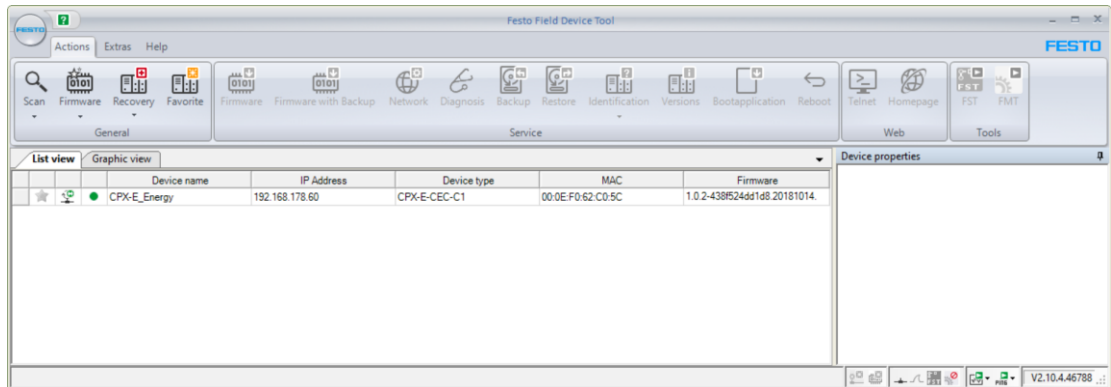 Festo Field Device Tool
FESTO
Actions Extras Help
FESTO
Scan Firmware Recovery Favorite Firmware Firmware with Backup Network Diagnosis Backup Restore Identification Versions Bootapplication Reboot Telnet Homepage FST FMT
General Service Web Tools
List view Graphic view Device properties
Device name IP Address Device type MAC Firmware
CPX-E_Energy 192.168.178.60 CPX-E-CEC-C1 00:0E:F0:62:C0:5C 1.0.2-438f524dd1d8.20181014.
V2.10.4.46788